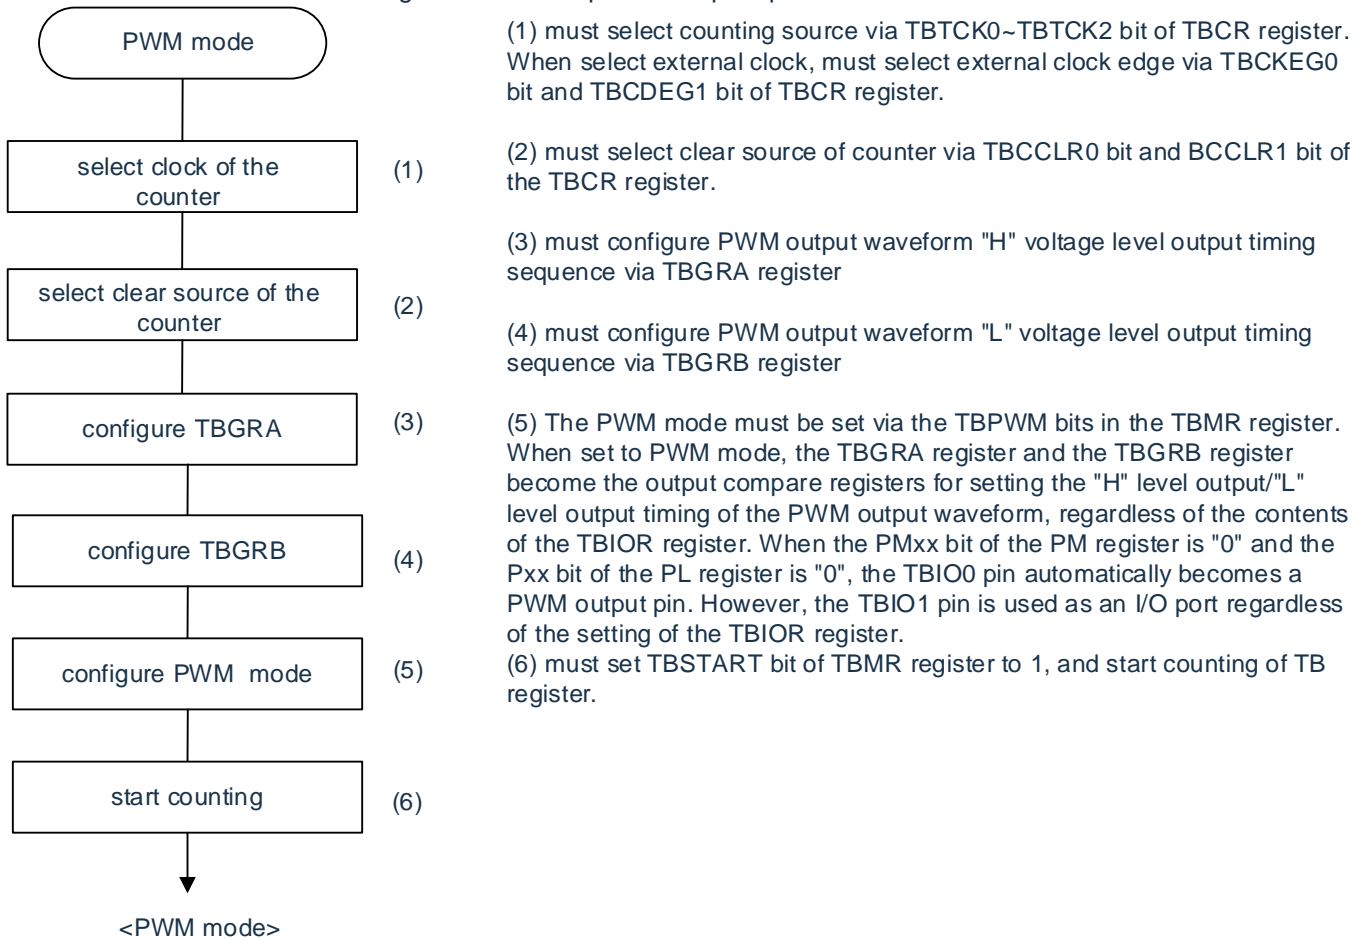 PWM mode
select clock of the
counter
(1)
select clear source of the
counter
(2)
configure TBGRA
(3)
configure TBGRB
(4)
configure PWM mode
(5)
start counting
(6)
<PWM mode>
(1) must select counting source via TBTCK0~TBTCK2 bit of TBCR register.
When select external clock, must select external clock edge via TBCKEG0
bit and TBCDEG1 bit of TBCR register.
(2) must select clear source of counter via TBCCLR0 bit and BCCLR1 bit of
the TBCR register.
(3) must configure PWM output waveform "H" voltage level output timing
sequence via TBGRA register
(4) must configure PWM output waveform "L" voltage level output timing
sequence via TBGRB register
(5) The PWM mode must be set via the TBPWM bits in the TBMR register.
When set to PWM mode, the TBGRA register and the TBGRB register
become the output compare registers for setting the "H" level output/"L"
level output timing of the PWM output waveform, regardless of the contents
of the TBIOR register. When the PMxx bit of the PM register is "0" and the
Pxx bit of the PL register is "0", the TBIO0 pin automatically becomes a
PWM output pin. However, the TBIO1 pin is used as an I/O port regardless
of the setting of the TBIOR register.
(6) must set TBSTART bit of TBMR register to 1, and start counting of TB
register.